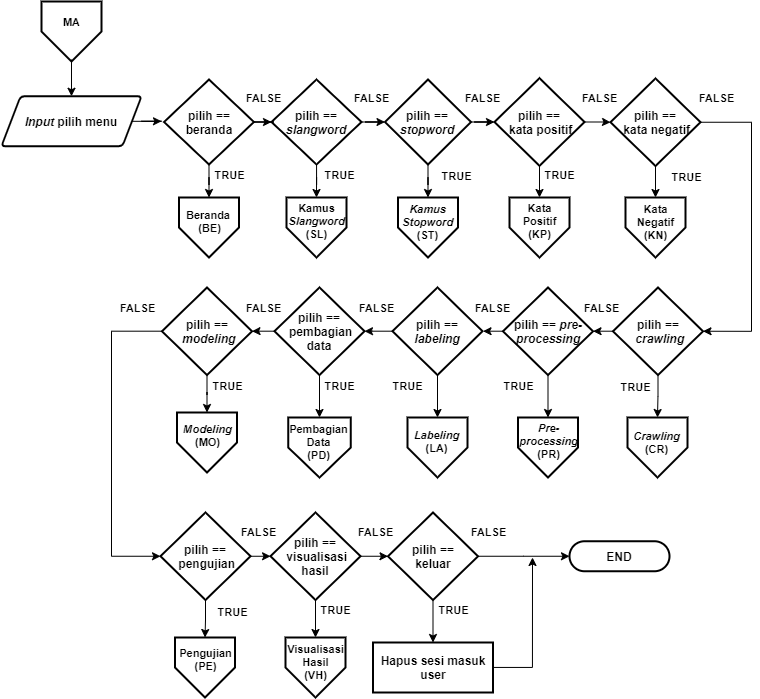 MA
Input pilih menu
pilih ==
beranda
FALSE
pilih ==
slangword
FALSE
pilih ==
stopword
FALSE
pilih ==
kata positif
FALSE
pilih ==
kata negatif
FALSE
TRUE
TRUE
TRUE
TRUE
TRUE
Beranda
(BE)
Kamus
Slangword
(SL)
Kamus
Stopword
(ST)
Kata
Positif
(KP)
Kata
Negatif
(KN)
FALSE
pilih ==
modeling
FALSE
pilih ==
pembagian
data
FALSE
pilih ==
labeling
FALSE
pilih == pre-
processing
FALSE
pilih ==
crawling
TRUE
TRUE
TRUE
TRUE
TRUE
Modeling
(MO)
Pembagian
Data
(PD)
Labeling
(LA)
Pre-
processing
(PR)
Crawling
(CR)
pilih ==
pengujian
FALSE
pilih ==
visualisasi
hasil
FALSE
pilih ==
keluar
FALSE
END
TRUE
TRUE
TRUE
Pengujian
(PE)
Visualisasi
Hasil
(VH)
Hapus sesi masuk
user